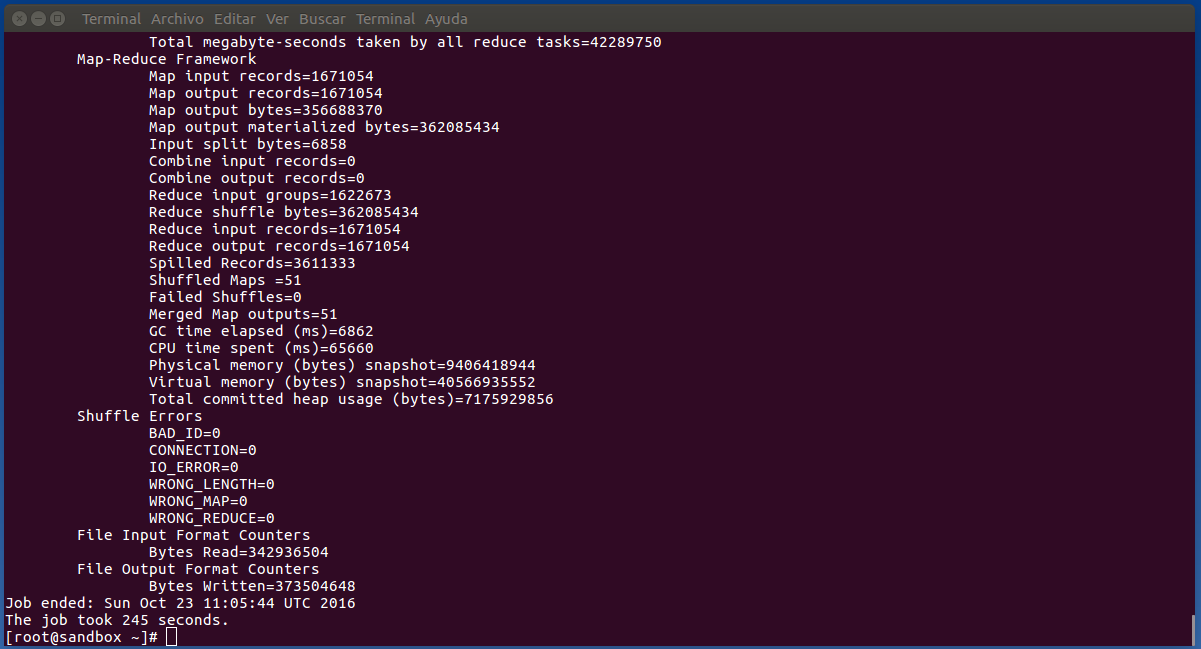 Terminal Archivo Editar Ver Buscar Terminal Ayuda
Total megabyte-seconds taken by all reduce tasks=42289750
Map-Reduce Framework
Map input records=1671054
Map output records=1671054
Map output bytes=356688370
Map output materialized bytes=362085434
Input split bytes=6858
Combine input records=0
Combine output records=0
Reduce input groups=1622673
Reduce shuffle bytes=362085434
Reduce input records=1671054
Reduce output records=1671054
Spilled Records=3611333
Shuffled Maps =51
Failed Shuffles=0
Merged Map outputs=51
GC time elapsed (ms)=6862
CPU time spent (ms)=65660
Physical memory (bytes) snapshot=9406418944
Virtual memory (bytes) snapshot=40566935552
Total committed heap usage (bytes)=7175929856
Shuffle Errors
BAD_ID=0
CONNECTION=0
IO_ERROR=0
WRONG_LENGTH=0
WRONG_MAP=0
WRONG_REDUCE=0
File Input Format Counters
Bytes Read=342936504
File Output Format Counters
Bytes Written=373504648
Job ended: Sun Oct 23 11:05:44 UTC 2016
The job took 245 seconds.
[root@sandbox ~]#